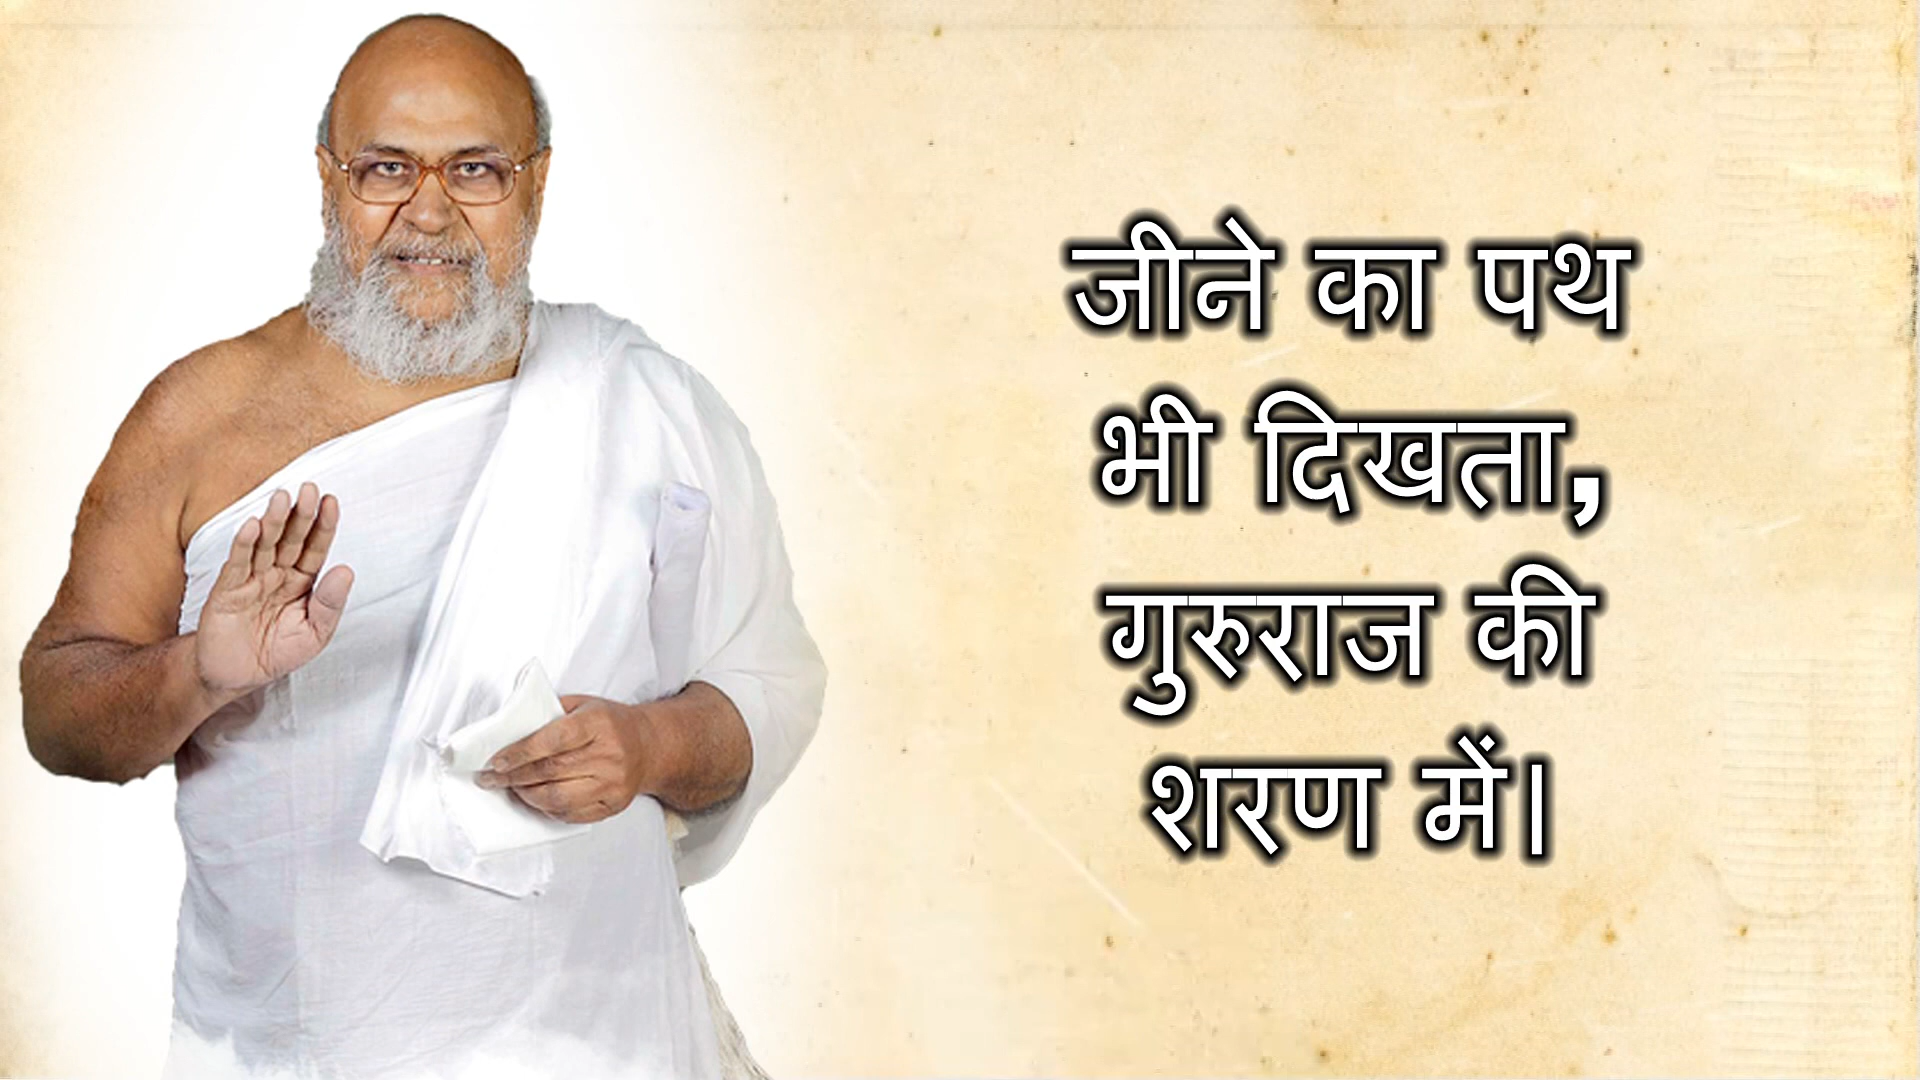 जीने का पथ
भी दिखता,
गुरुराज की
शरण में।